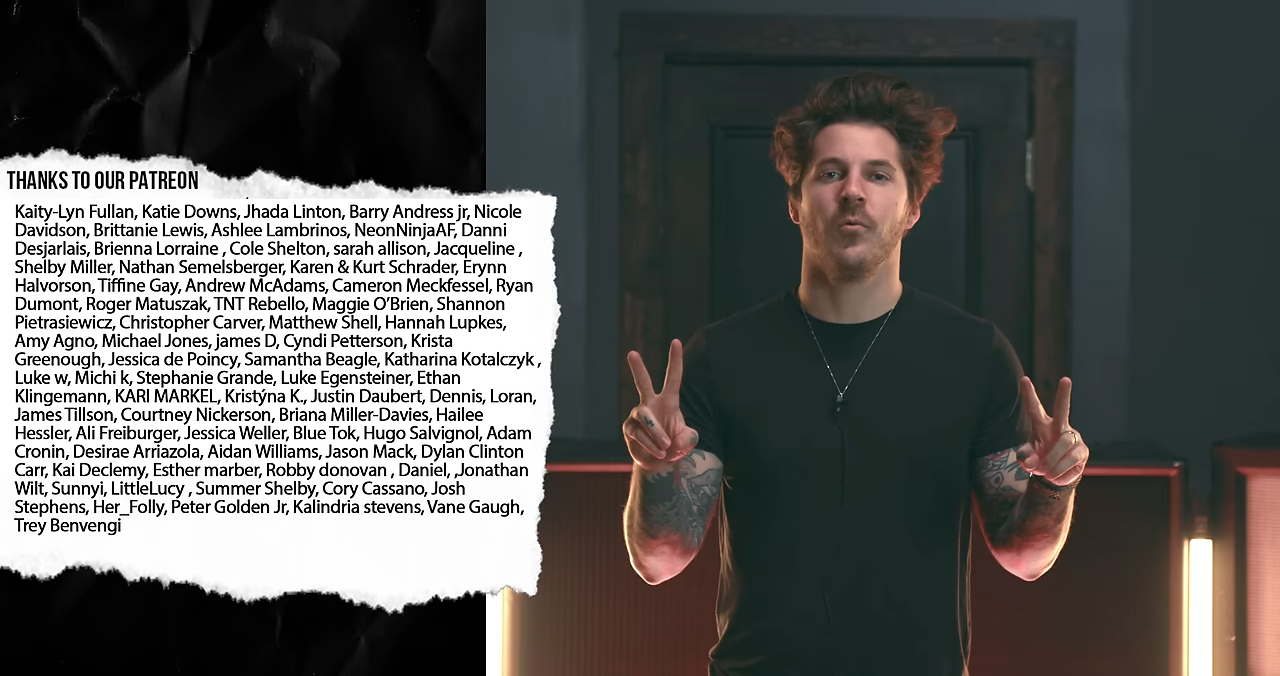 THANKS TO OUR PATREON
Kaity-Lyn Fullan, Katie Downs, Jhada Linton, Barry Andress jr, Nicole
Davidson, Brittanie Lewis, Ashlee Lambrinos, NeonNinjaAF, Danni
Desjarlais, Brienna Lorraine , Cole Shelton, sarah allison, Jacqueline ,
Shelby Miller, Nathan Semelsberger, Karen & Kurt Schrader, Erynn
Halvorson, Tiffine Gay, Andrew McAdams, Cameron Meckfessel, Ryan
Dumont, Roger Matuszak, TNT Rebello, Maggie O’Brien, Shannon
Pietrasiewicz, Christopher Carver, Matthew Shell, Hannah Lupkes,
Amy Agno, Michael Jones, james D, Cyndi Petterson, Krista
Greenough, Jessica de Poincy, Samantha Beagle, Katharina Kotalczyk ,
Luke w, Michi k, Stephanie Grande, Luke Egensteiner, Ethan
Klingemann, KARI MARKEL, Kristýna K., Justin Daubert, Dennis, Loran,
James Tillson, Courtney Nickerson, Briana Miller-Davies, Hailee
Hessler, Ali Freiburger, Jessica Weller, Blue Tok, Hugo Salvignol, Adam
Cronin, Desirae Arriazola, Aidan Williams, Jason Mack, Dylan Clinton
Carr, Kai Declemy, Esther marber, Robby donovan , Daniel, ,Jonathan
Wilt, Sunnyi, LittleLucy , Summer Shelby, Cory Cassano, Josh
Stephens, Her_Folly, Peter Golden Jr, Kalindria stevens, Vane Gaugh,
Trey Benvengi